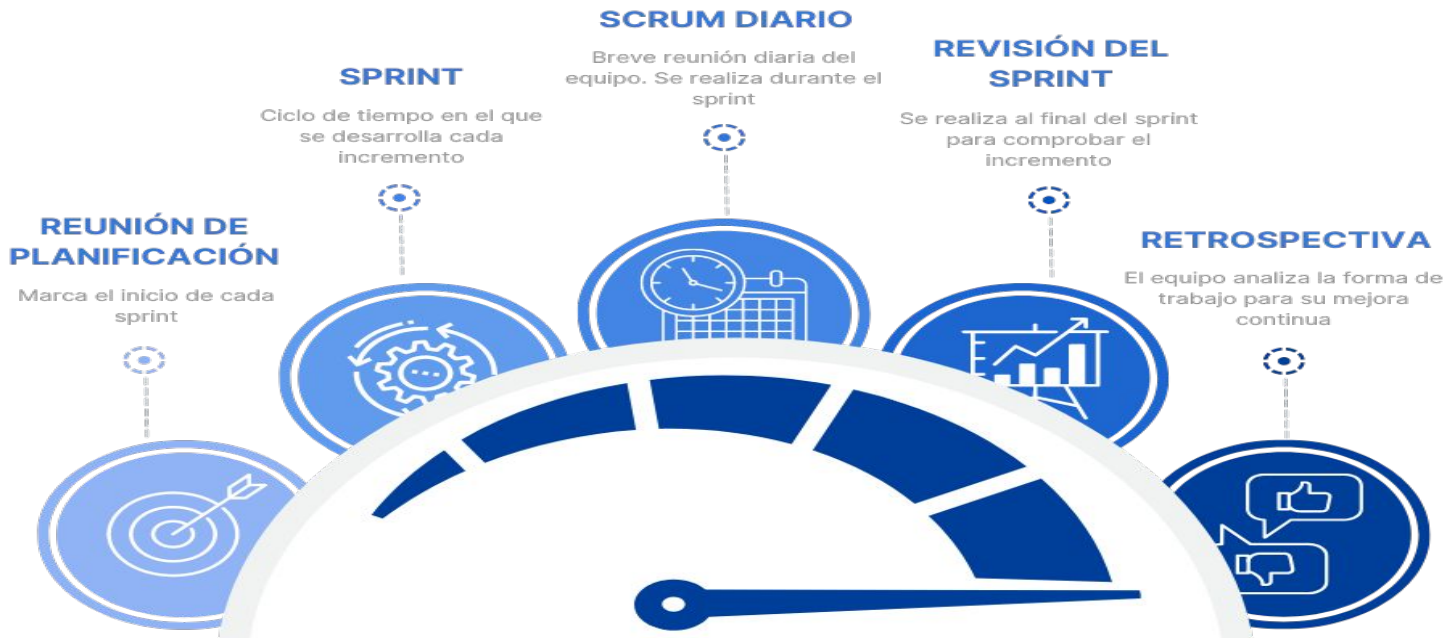 REUNIÓN DE
PLANIFICACIÓN
Marca el inicio de cada
sprint
SPRINT
Ciclo de tiempo en el que
se desarrolla cada
incremento
SCRUM DIARIO
Breve reunión diaria del
equipo. Se realiza durante el
sprint
REVISIÓN DEL
SPRINT
Se realiza al final del sprint
para comprobar el
incremento
RETROSPECTIVA
El equipo analiza la forma de
trabajo para su mejora
continua